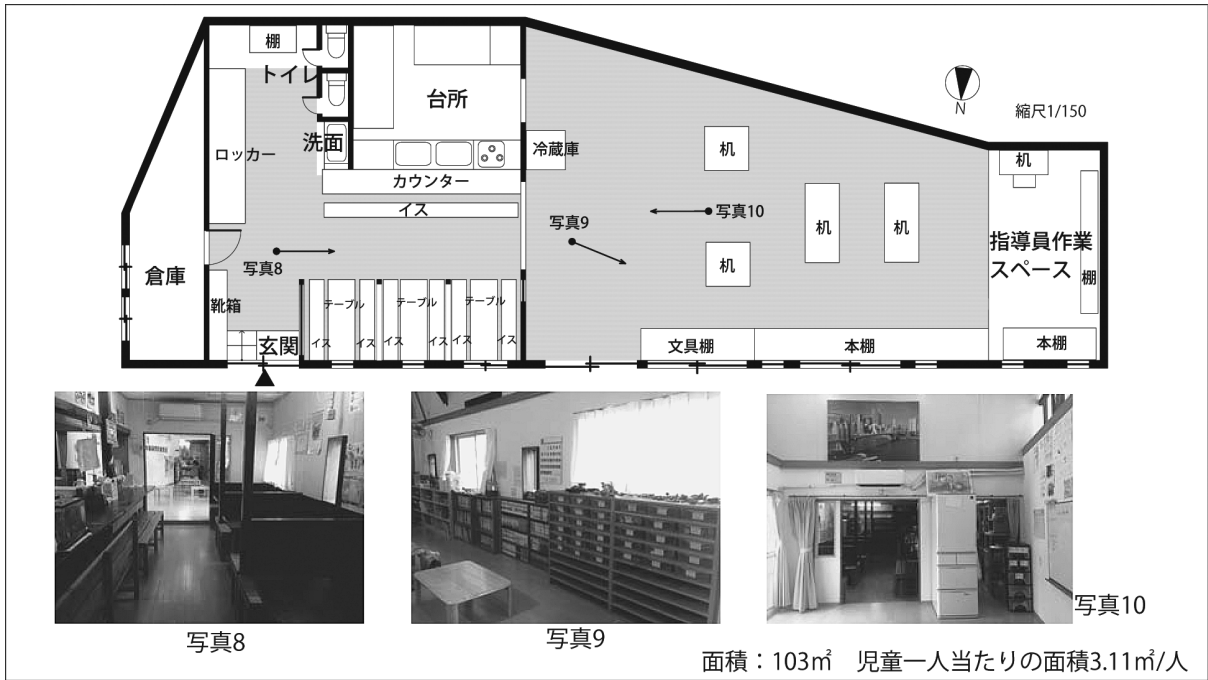 棚
トイレ
台所
N
縮尺1/150
洗面
冷蔵庫
机
机
ロッカー
カウンター
イス
写真10
写真9
机
机
机
指導員作業
スペース
棚
倉庫
写真8
靴箱
テーブル
テーブル
テーブル
玄関
イス
イス
イス
イス
イス
イス
文具棚
本棚
本棚
写真8
写真9
写真10
面積：103㎡　児童一人当たりの面積3.11㎡/人